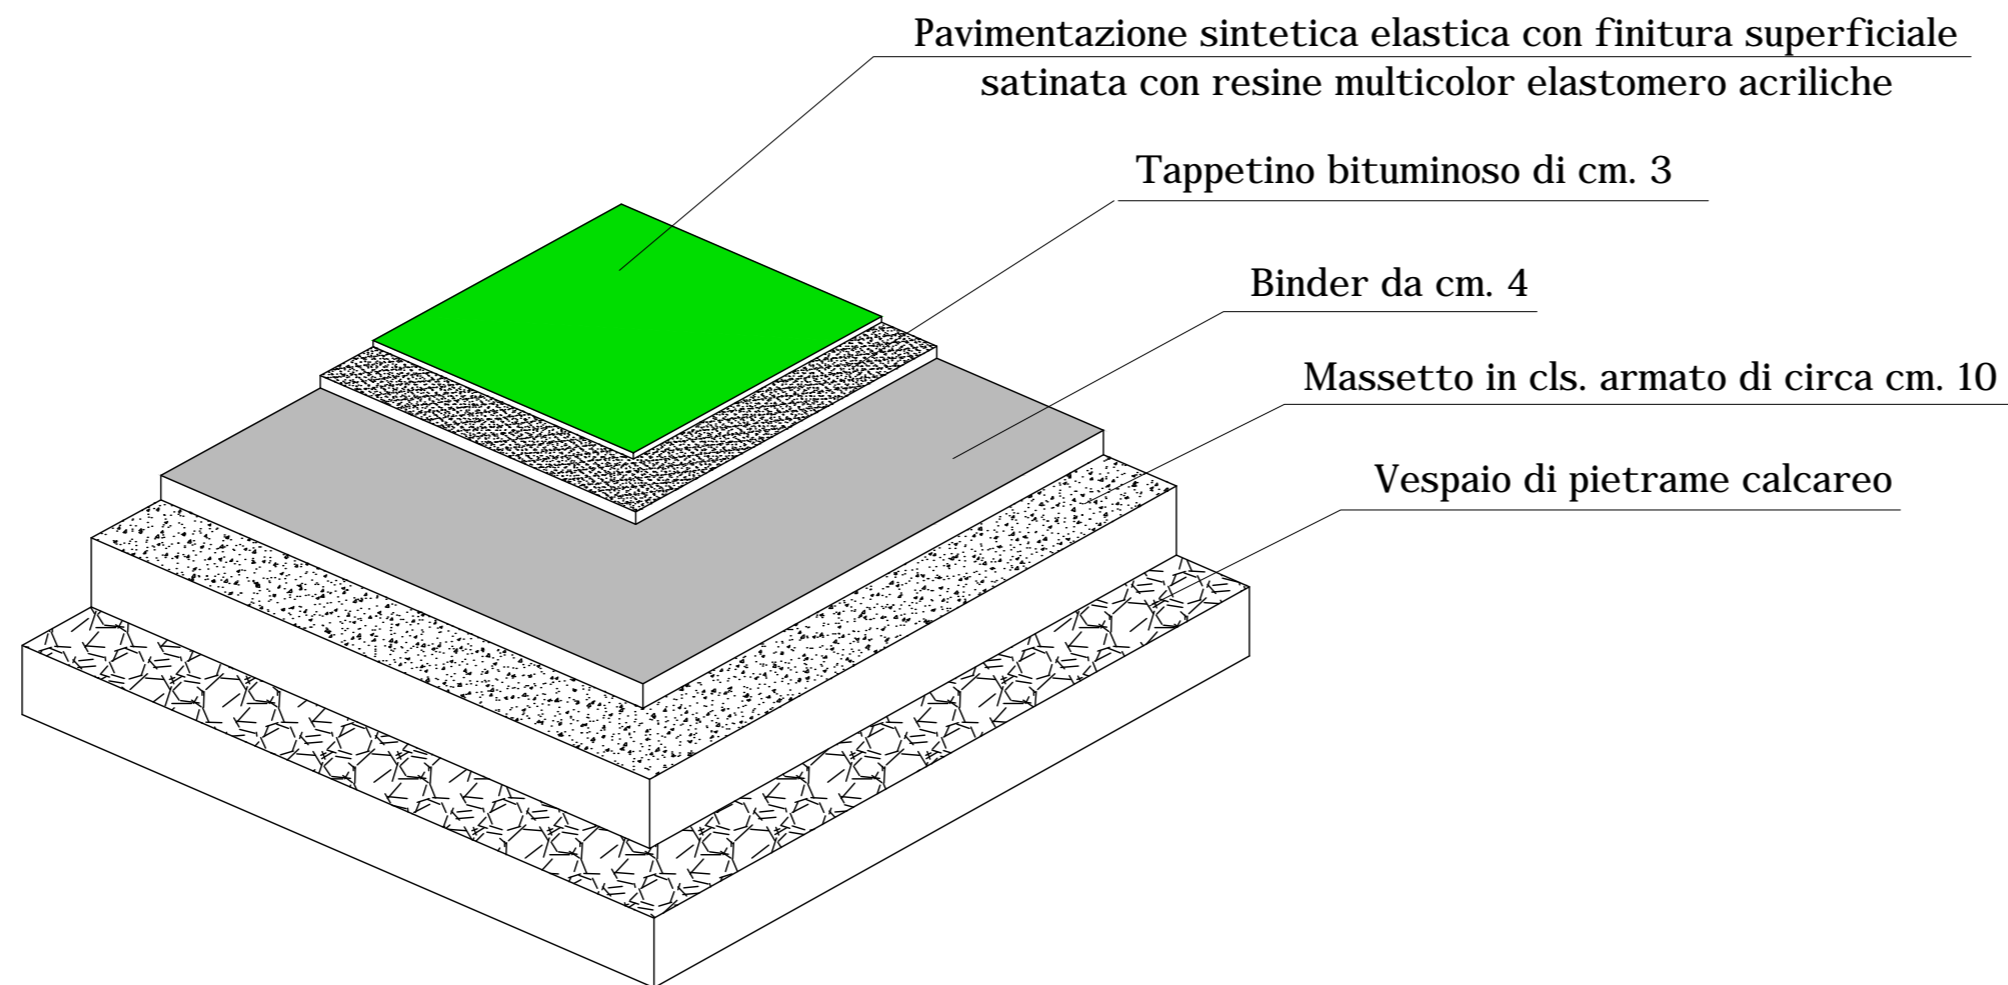 Pavimentazione sintetica elastica con finitura superficiale
satinata con resine multicolor elastomero acriliche
Tappetino bituminoso di cm. 3
Binder da cm. 4
Massetto in cls. armato di circa cm. 10
Vespaio di pietrame calcareo